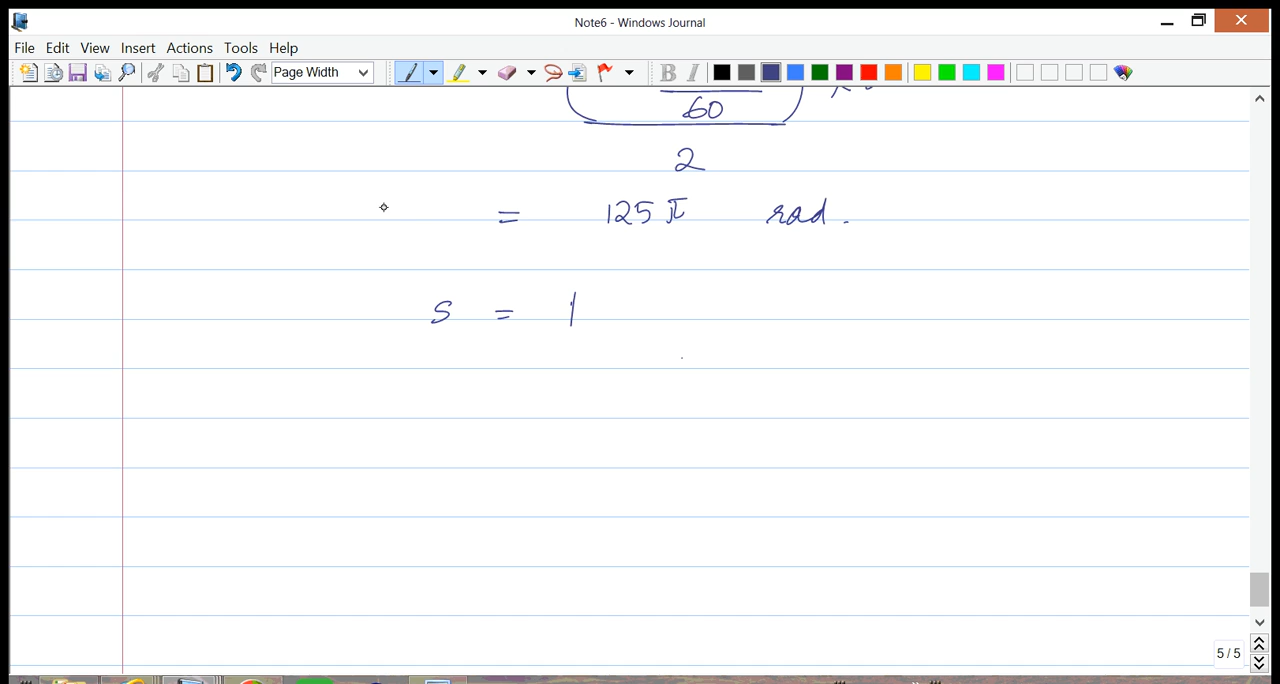 Note6 - Windows Journal
File Edit View Insert Actions Tools Help
Page Width B I
60
2
= 125 π rad.
S = 1
5 / 5